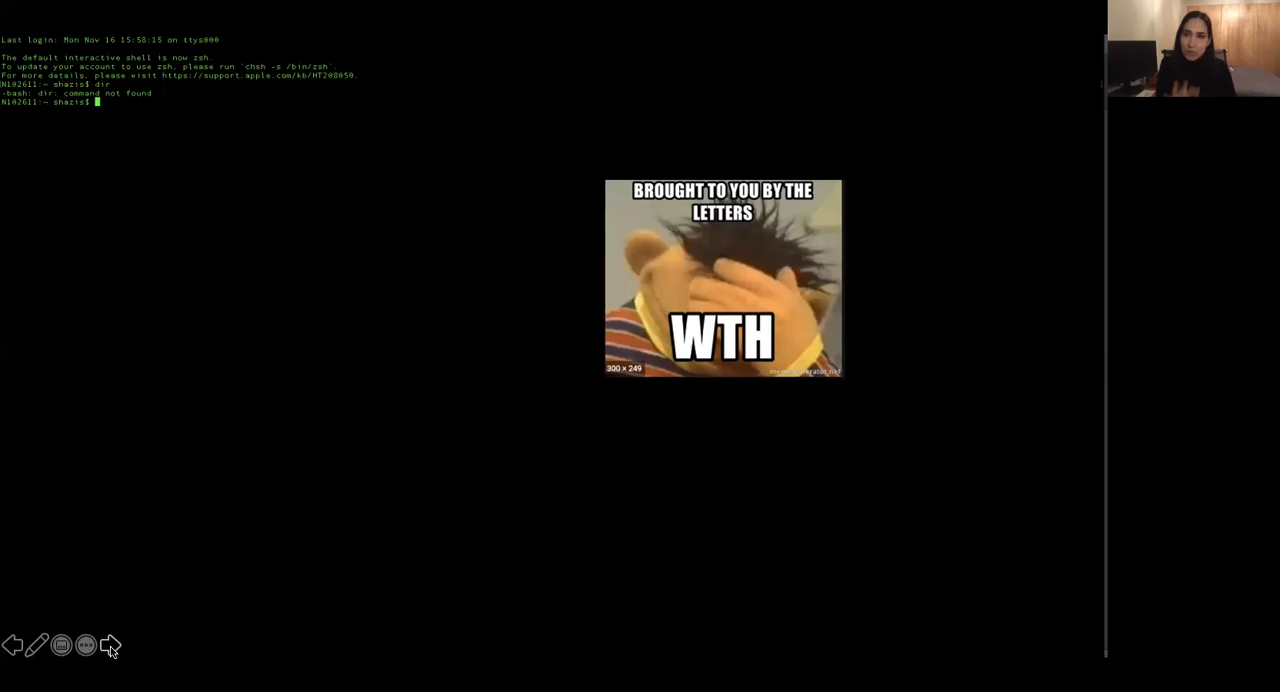 Last login: Mon Nov 16 15:58:15 on ttys000
The default interactive shell is now zsh.
To update your account to use zsh, please run `chsh -s /bin/zsh`.
For more details, please visit https://support.apple.com/kb/HT208050.
N102611:~ shazis$ dir
-bash: dir: command not found
N102611:~ shazis$
BROUGHT TO YOU BY THE
LETTERS
WTH
300 × 249